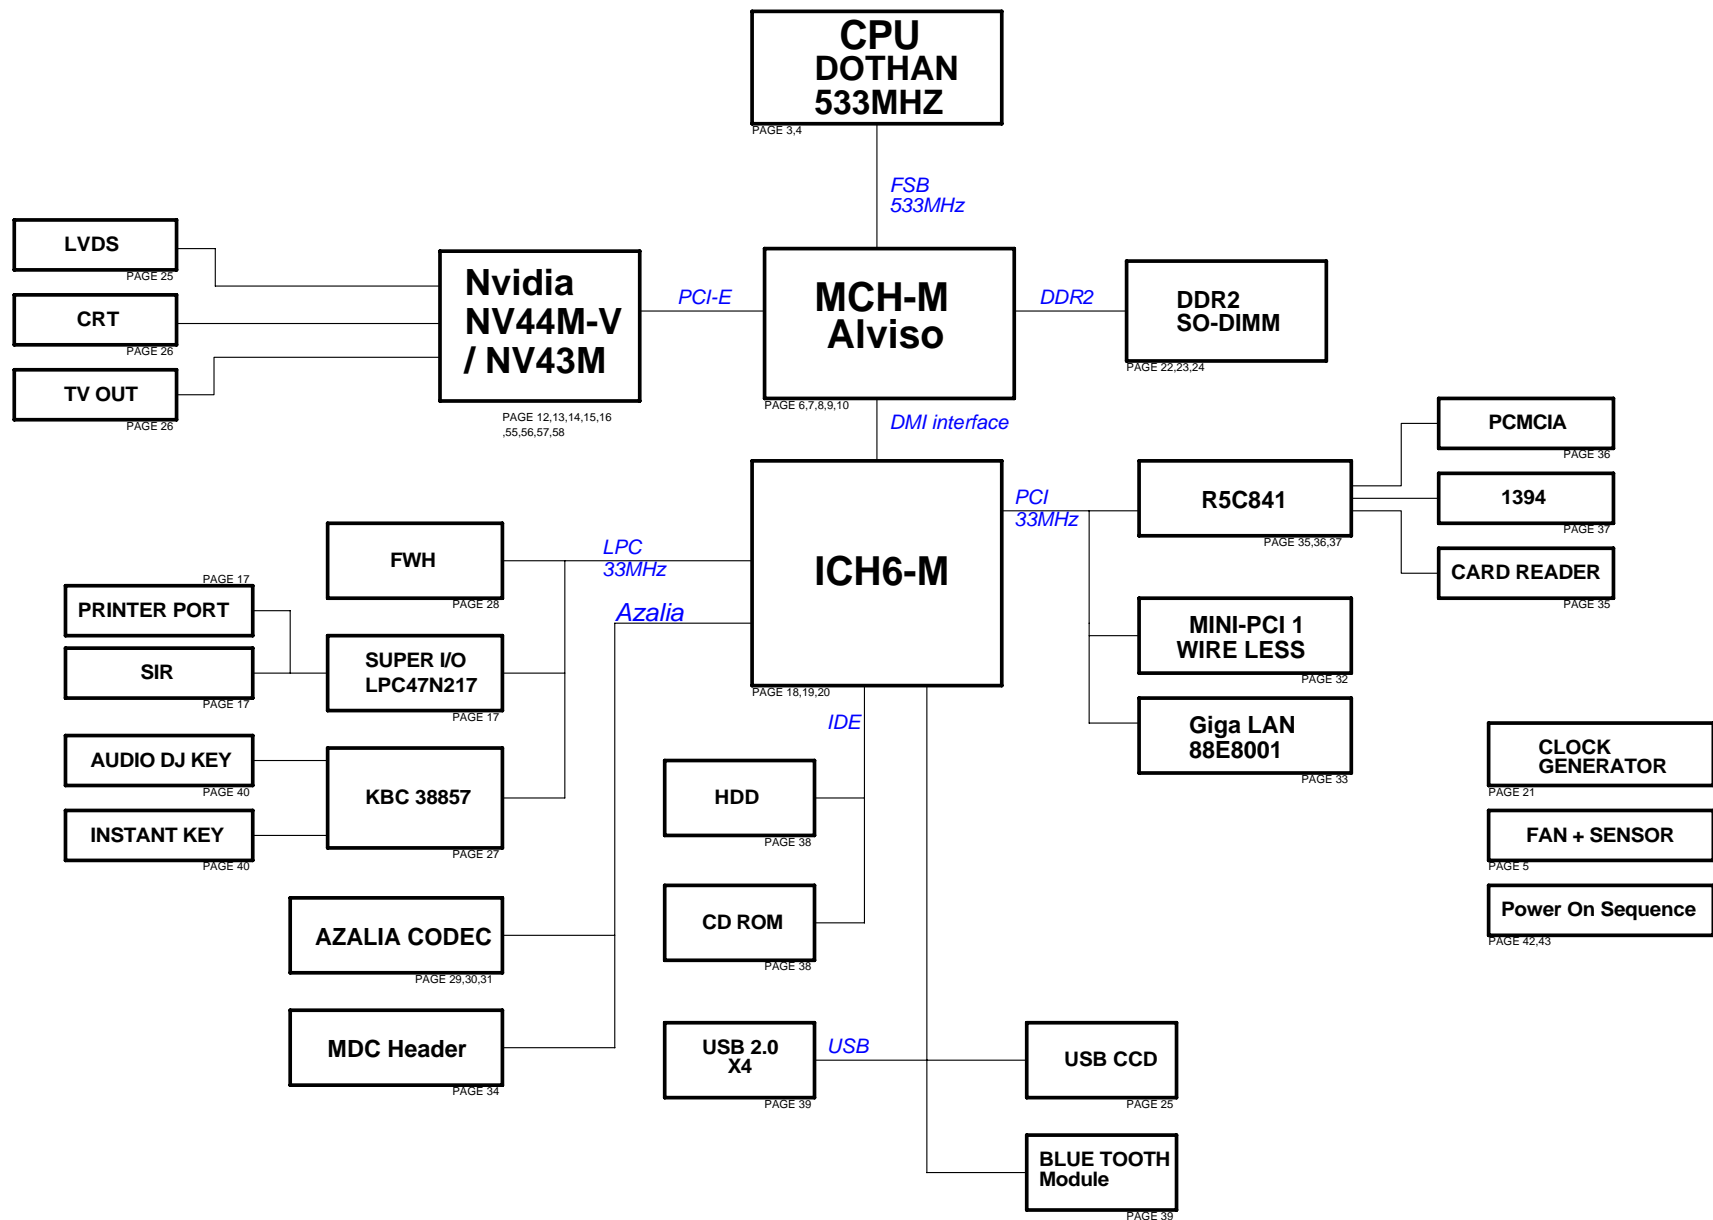 CPU
DOTHAN
533MHZ
PAGE 3,4
FSB
533MHz
LVDS
PAGE 25
CRT
PAGE 26
TV OUT
PAGE 26
Nvidia
NV44M-V
/ NV43M
PAGE 12,13,14,15,16
,55,56,57,58
PCI-E
MCH-M
Alviso
PAGE 6,7,8,9,10
DDR2
DDR2
SO-DIMM
PAGE 22,23,24
DMI interface
ICH6-M
PAGE 18,19,20
PCI
33MHz
R5C841
PAGE 35,36,37
PCMCIA
PAGE 36
1394
PAGE 37
CARD READER
PAGE 35
MINI-PCI 1
WIRE LESS
PAGE 32
Giga LAN
88E8001
PAGE 33
LPC
33MHz
FWH
PAGE 28
PAGE 17
PRINTER PORT
SIR
PAGE 17
SUPER I/O
LPC47N217
PAGE 17
AUDIO DJ KEY
PAGE 40
INSTANT KEY
PAGE 40
KBC 38857
PAGE 27
Azalia
AZALIA CODEC
PAGE 29,30,31
MDC Header
PAGE 34
IDE
HDD
PAGE 38
CD ROM
PAGE 38
USB 2.0
X4
PAGE 39
USB
USB CCD
PAGE 25
BLUE TOOTH
Module
PAGE 39
CLOCK
GENERATOR
PAGE 21
FAN + SENSOR
PAGE 5
Power On Sequence
PAGE 42,43